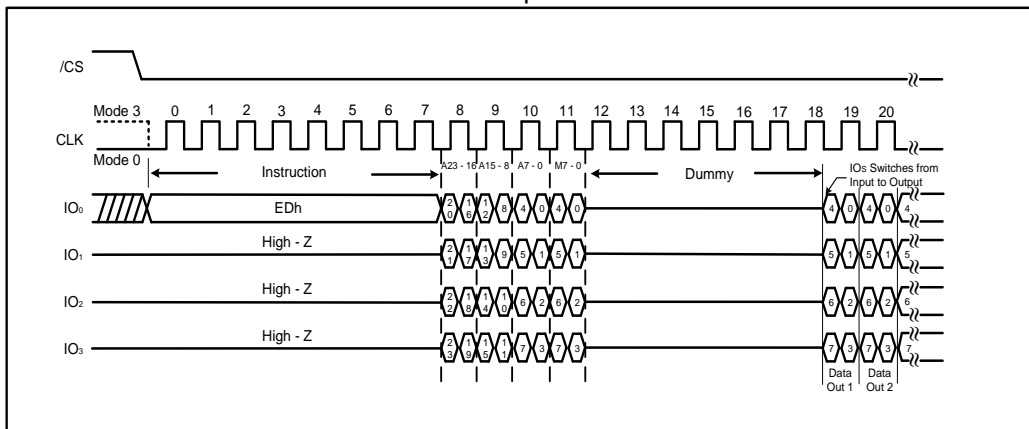 /CS
Mode 3 0 1 2 3 4 5 6 7 8 9 10 11 12 13 14 15 16 17 18 19 20
CLK
Mode 0
Instruction
A23 - 16 A15 - 8 A7 - 0 M7 - 0
Dummy
IOs Switches from
Input to Output
IO0 EDh 20 16 12 8 4 0 4 0 4 0 4 0 4
IO1 High - Z 21 17 13 9 5 1 5 1 5 1 5 1 5
IO2 High - Z 22 18 14 10 6 2 6 2 6 2 6 2 6
IO3 High - Z 23 19 15 11 7 3 7 3 7 3 7 3 7
Data Data
Out 1 Out 2